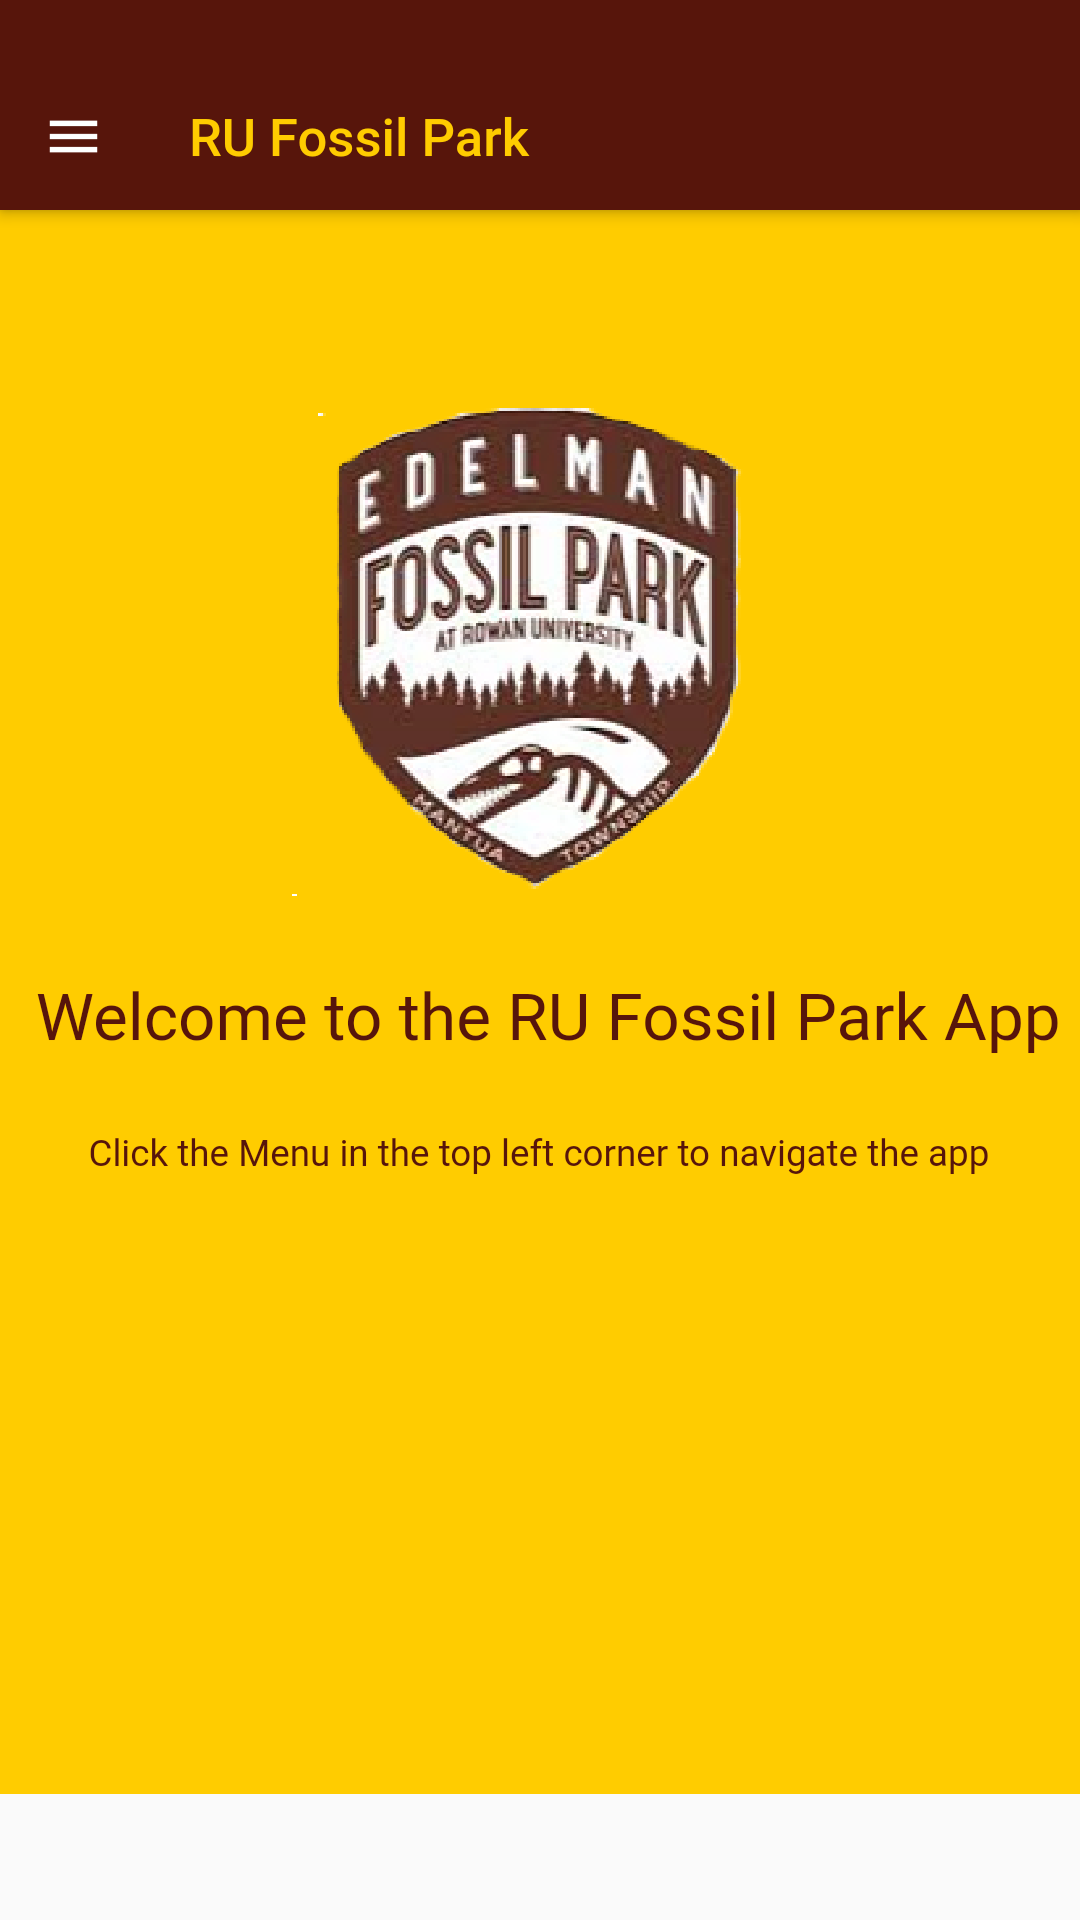 RU Fossil Park
EDELMAN
FOSSIL PARK
AT ROWAN UNIVERSITY
MANTUA TOWNSHIP
Welcome to the RU Fossil Park App
Click the Menu in the top left corner to navigate the app